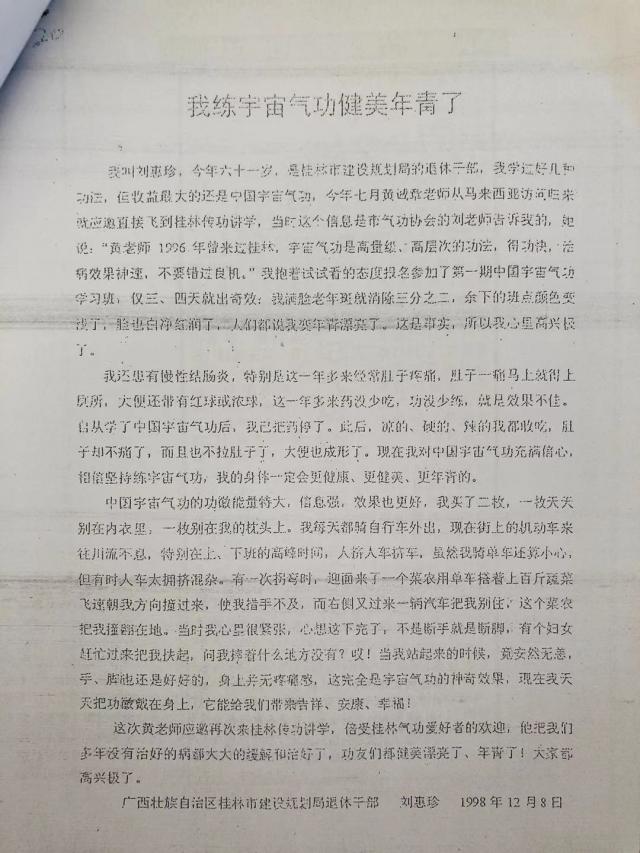 我练宇宙气功健美年青了
我叫刘惠珍，今年六十一岁，是桂林市建设规划局的退休干部，我学过好几种
功法，但收益最大的还是中国宇宙气功，今年七月黄诚章老师从马来西亚访问归来
就应邀直接飞到桂林传功讲学，当时这个信息是市气功协会的刘老师告诉我的，她
说：“黄老师 1996 年曾来过桂林，宇宙气功是高量级、高层次的功法，得功快，治
病效果神速，不要错过良机。”我抱着试试看的态度报名参加了第一期中国宇宙气功
学习班，仅三、四天就出奇效：我满脸老年斑就消除三分之二，余下的斑点颜色变
浅了，脸也白净红润了，人们都说我变年青漂亮了。这是事实，所以我心里高兴极
了。
我还患有慢性结肠炎，特别是这一年多来经常肚子疼痛，肚子一痛马上就得上
厕所，大便还带有红球或浓球，这一年多来药没少吃，功没少练，就是效果不佳。
自从学了中国宇宙气功后，我已把药停了。此后，凉的、硬的、辣的我都敢吃，肚
子却不痛了，而且也不拉肚子了，大便也成形了。现在我对中国宇宙气功充满信心，
相信坚持练宇宙气功，我的身体一定会更健康、更健美、更年青的。
中国宇宙气功的功徽能量特大，信息强，效果也更好，我买了二枚，一枚天天
别在内衣里，一枚别在我的枕头上。我每天都骑自行车外出，现在街上的机动车来
往川流不息，特别在上、下班的高峰时间，人挤人车挤车，虽然我骑单车还算小心，
但有时人车太拥挤混杂。有一次拐弯时，迎面来了一个菜农用单车搭着上百斤蔬菜
飞速朝我方向撞过来，使我措手不及，而右侧又过来一辆汽车把我别住，这个菜农
把我撞翻在地。当时我心里很紧张，心想这下完了，不是断手就是断脚，有个妇女
赶忙过来把我扶起，问我摔着什么地方没有？哎！当我站起来的时候，竟安然无恙，
手、脚也还是好好的，身上并无疼痛感，这完全是宇宙气功的神奇效果，现在我天
天把功徽戴在身上，它能给我们带来吉祥、安康、幸福！
这次黄老师应邀再次来桂林传功讲学，倍受桂林气功爱好者的欢迎，他把我们
多年没有治好的病都大大的缓解和治好了，功友们都健美漂亮了、年青了！大家都
高兴极了。
广西壮族自治区桂林市建设规划局退休干部 刘惠珍 1998 年 12 月 8 日